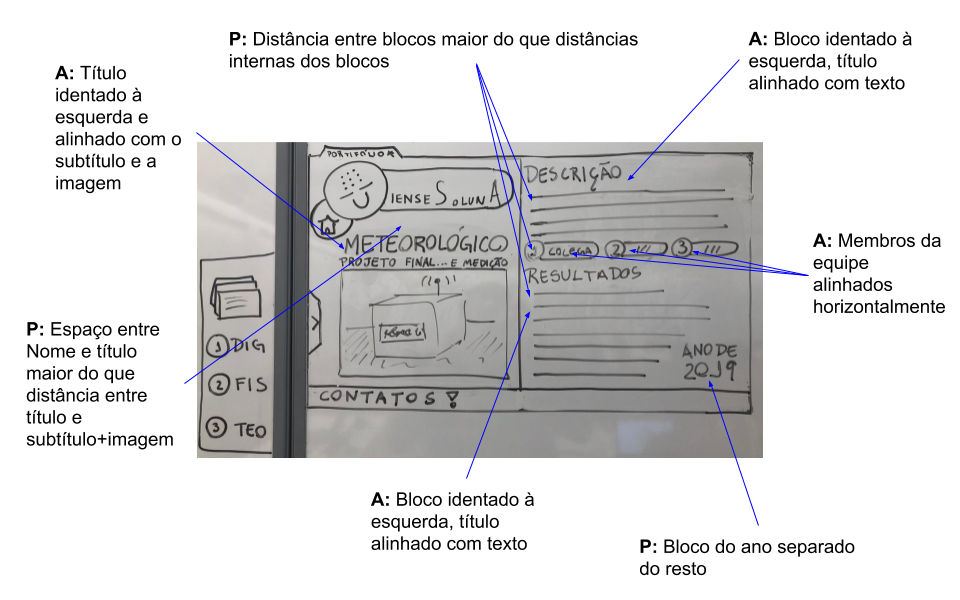 P: Distância entre blocos maior do que distâncias
internas dos blocos
A: Bloco identado à
esquerda, título
alinhado com texto
A: Título
identado à
esquerda e
alinhado com o
subtítulo e a
imagem
PORTIFÓLIO
IENSE SOLUNA
METEOROLÓGICO
PROJETO FINAL... E MEDIÇÃO
DESCRIÇÃO
COLEGA
2
3
RESULTADOS
ANO DE
2019
CONTATOS !
1 DIG
2 FIS
3 TEO
A: Membros da
equipe
alinhados
horizontalmente
P: Espaço entre
Nome e título
maior do que
distância entre
título e
subtítulo+imagem
A: Bloco identado à
esquerda, título
alinhado com texto
P: Bloco do ano separado
do resto